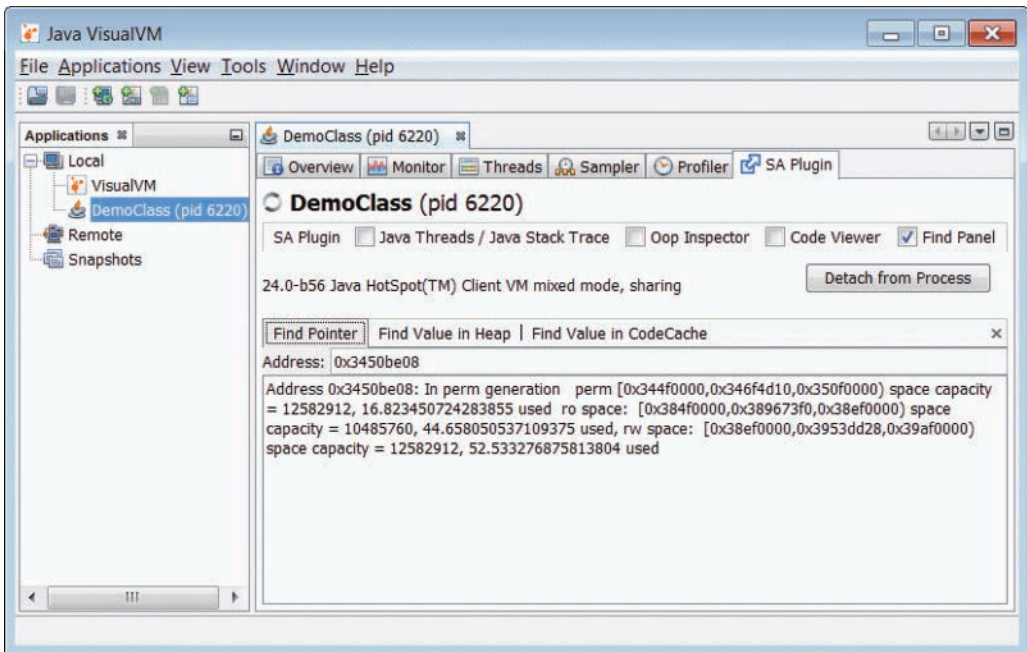 Java VisualVM
File Applications View Tools Window Help
Applications
Local
VisualVM
DemoClass (pid 6220)
Remote
Snapshots
DemoClass (pid 6220)
Overview Monitor Threads Sampler Profiler SA Plugin
DemoClass (pid 6220)
SA Plugin Java Threads / Java Stack Trace Oop Inspector Code Viewer Find Panel
24.0-b56 Java HotSpot(TM) Client VM mixed mode, sharing
Detach from Process
Find Pointer Find Value in Heap | Find Value in CodeCache
Address: 0x3450be08
Address 0x3450be08: In perm generation perm [0x344f0000,0x346f4d10,0x350f0000) space capacity
= 12582912, 16.823450724283855 used ro space: [0x384f0000,0x389673f0,0x38ef0000) space
capacity = 10485760, 44.658050537109375 used, rw space: [0x38ef0000,0x3953dd28,0x39af0000)
space capacity = 12582912, 52.533276875813804 used